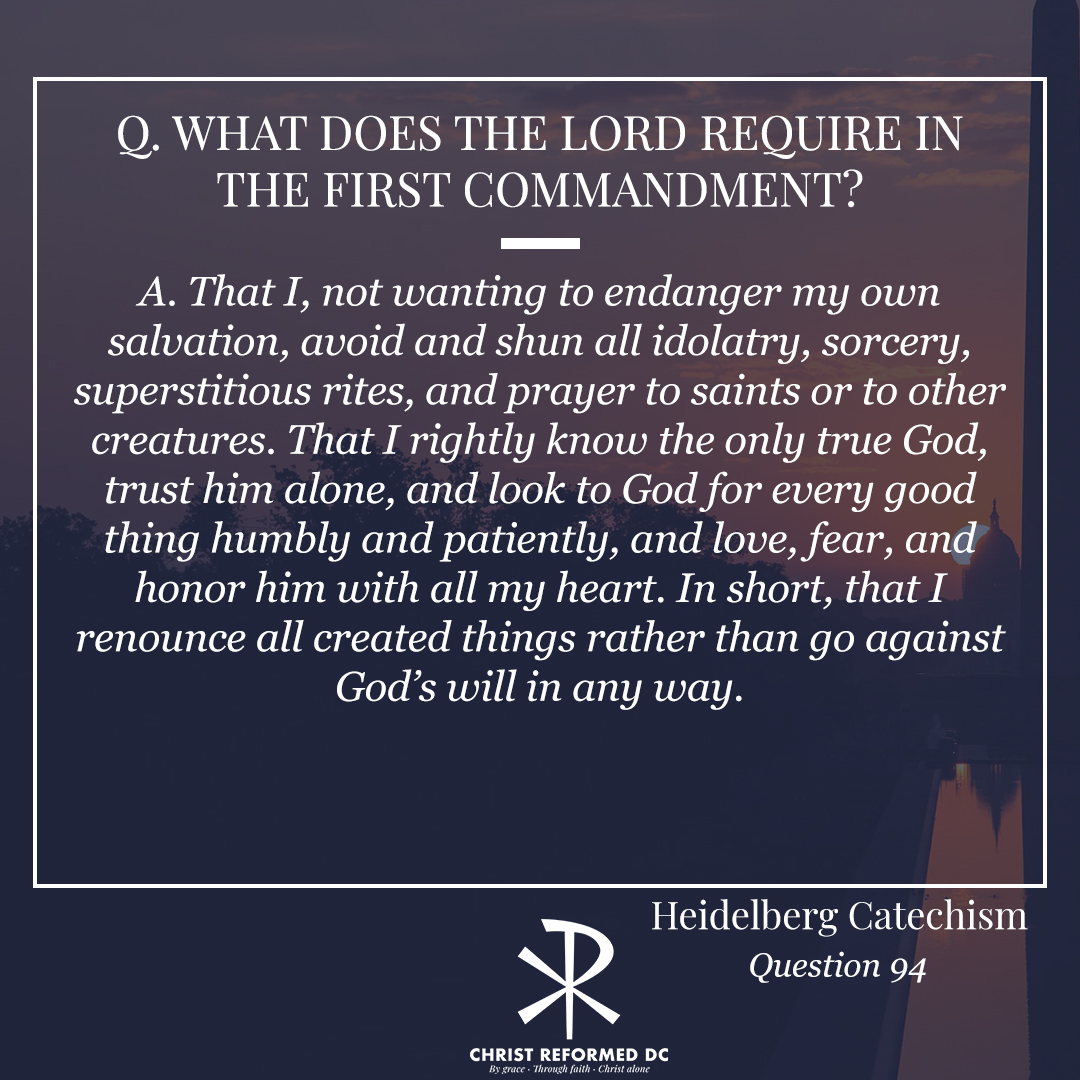 Q. WHAT DOES THE LORD REQUIRE IN
THE FIRST COMMANDMENT?
A. That I, not wanting to endanger my own
salvation, avoid and shun all idolatry, sorcery,
superstitious rites, and prayer to saints or to other
creatures. That I rightly know the only true God,
trust him alone, and look to God for every good
thing humbly and patiently, and love, fear, and
honor him with all my heart. In short, that I
renounce all created things rather than go against
God’s will in any way.
Heidelberg Catechism
Question 94
CHRIST REFORMED DC
By grace · Through faith · Christ alone